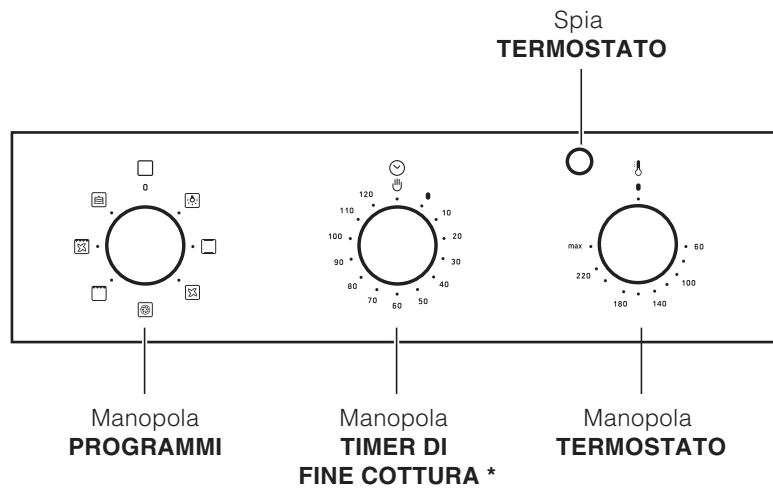 Spia
TERMOSTATO
0
120
110
100
90
80
70
60
50
40
30
20
10
max
220
180
140
100
60
Manopola
PROGRAMMI
Manopola
TIMER DI
FINE COTTURA *
Manopola
TERMOSTATO